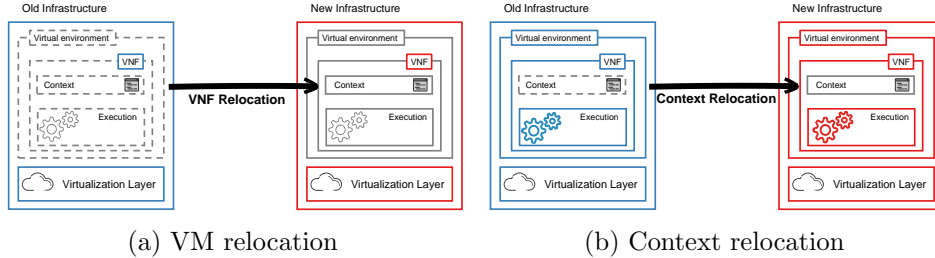 Old Infrastructure
Virtual environment
VNF
Context
Execution
Virtualization Layer
VNF Relocation
New Infrastructure
Virtual environment
VNF
Context
Execution
Virtualization Layer
(a) VM relocation
Old Infrastructure
Virtual environment
VNF
Context
Execution
Virtualization Layer
Context Relocation
New Infrastructure
Virtual environment
VNF
Context
Execution
Virtualization Layer
(b) Context relocation